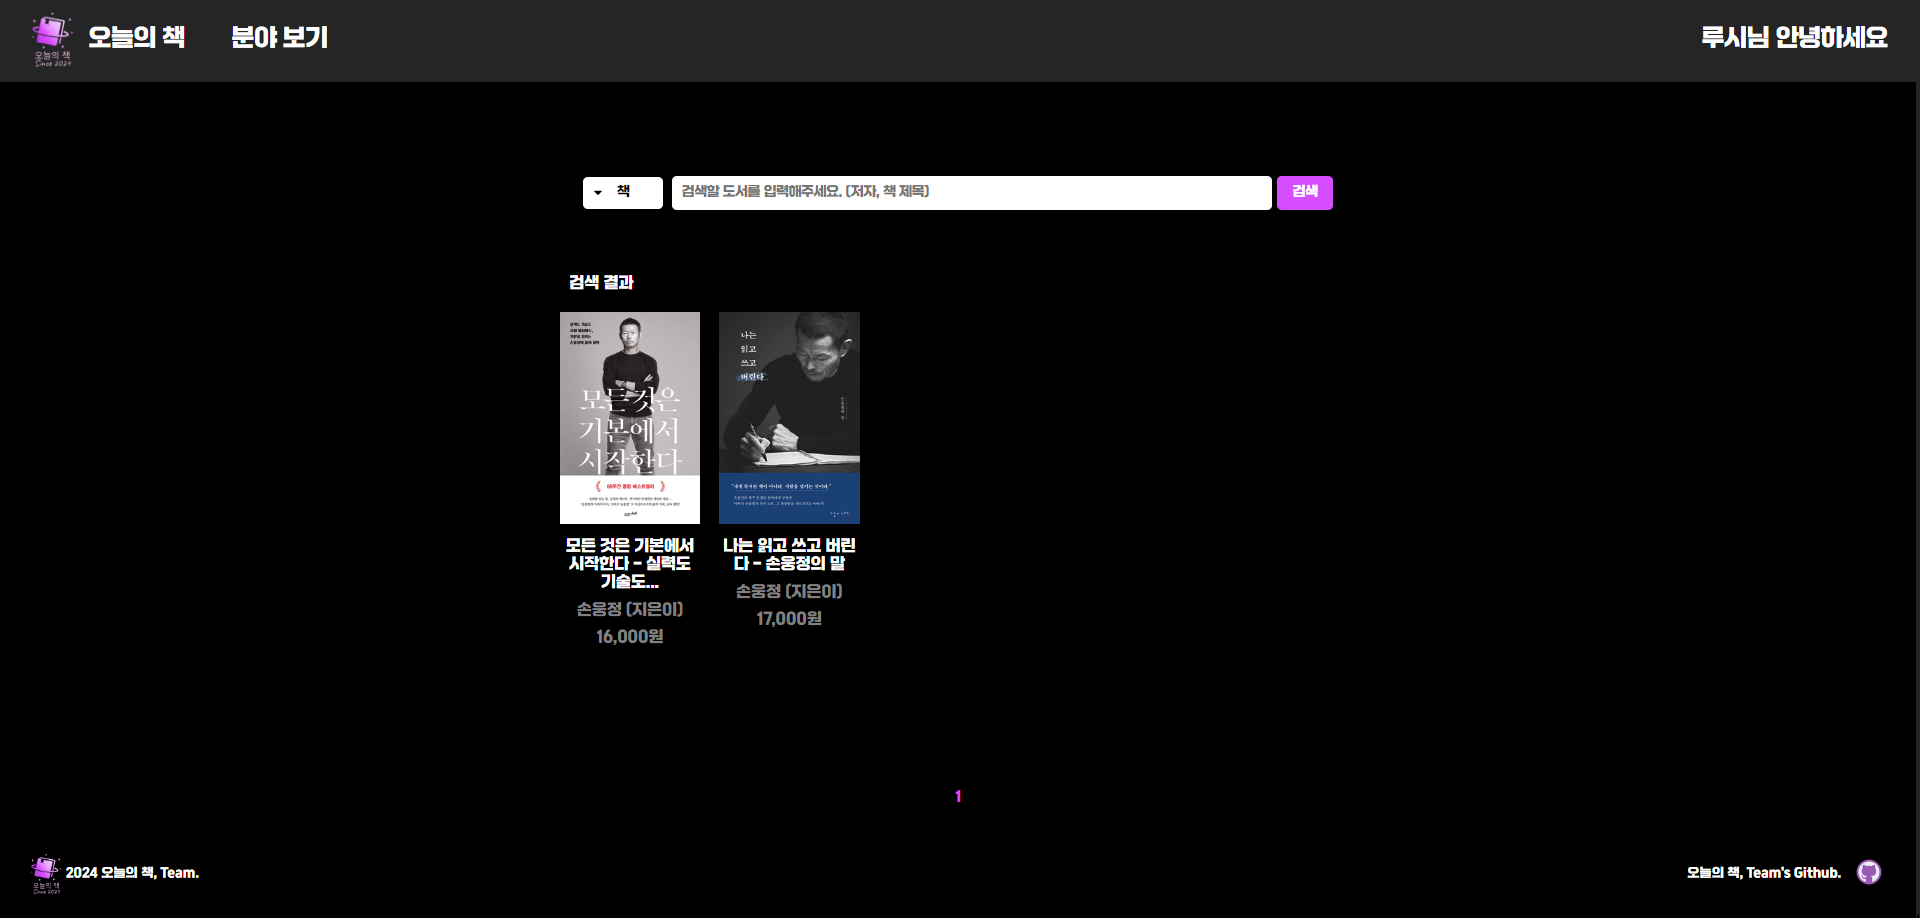 오늘의 책
Since 2024
오늘의 책
분야 보기
루시님 안녕하세요
책
검색할 도서를 입력해주세요. (저자, 책 제목)
검색
검색 결과
모든 것은
기본에서
시작한다
나는
읽고
쓰고
버린다
모든 것은 기본에서
시작한다 - 실력도
기술도...
손웅정 (지은이)
16,000원
나는 읽고 쓰고 버린
다 - 손웅정의 말
손웅정 (지은이)
17,000원
1
오늘의 책
Since 2024
2024 오늘의 책, Team.
오늘의 책, Team's Github.